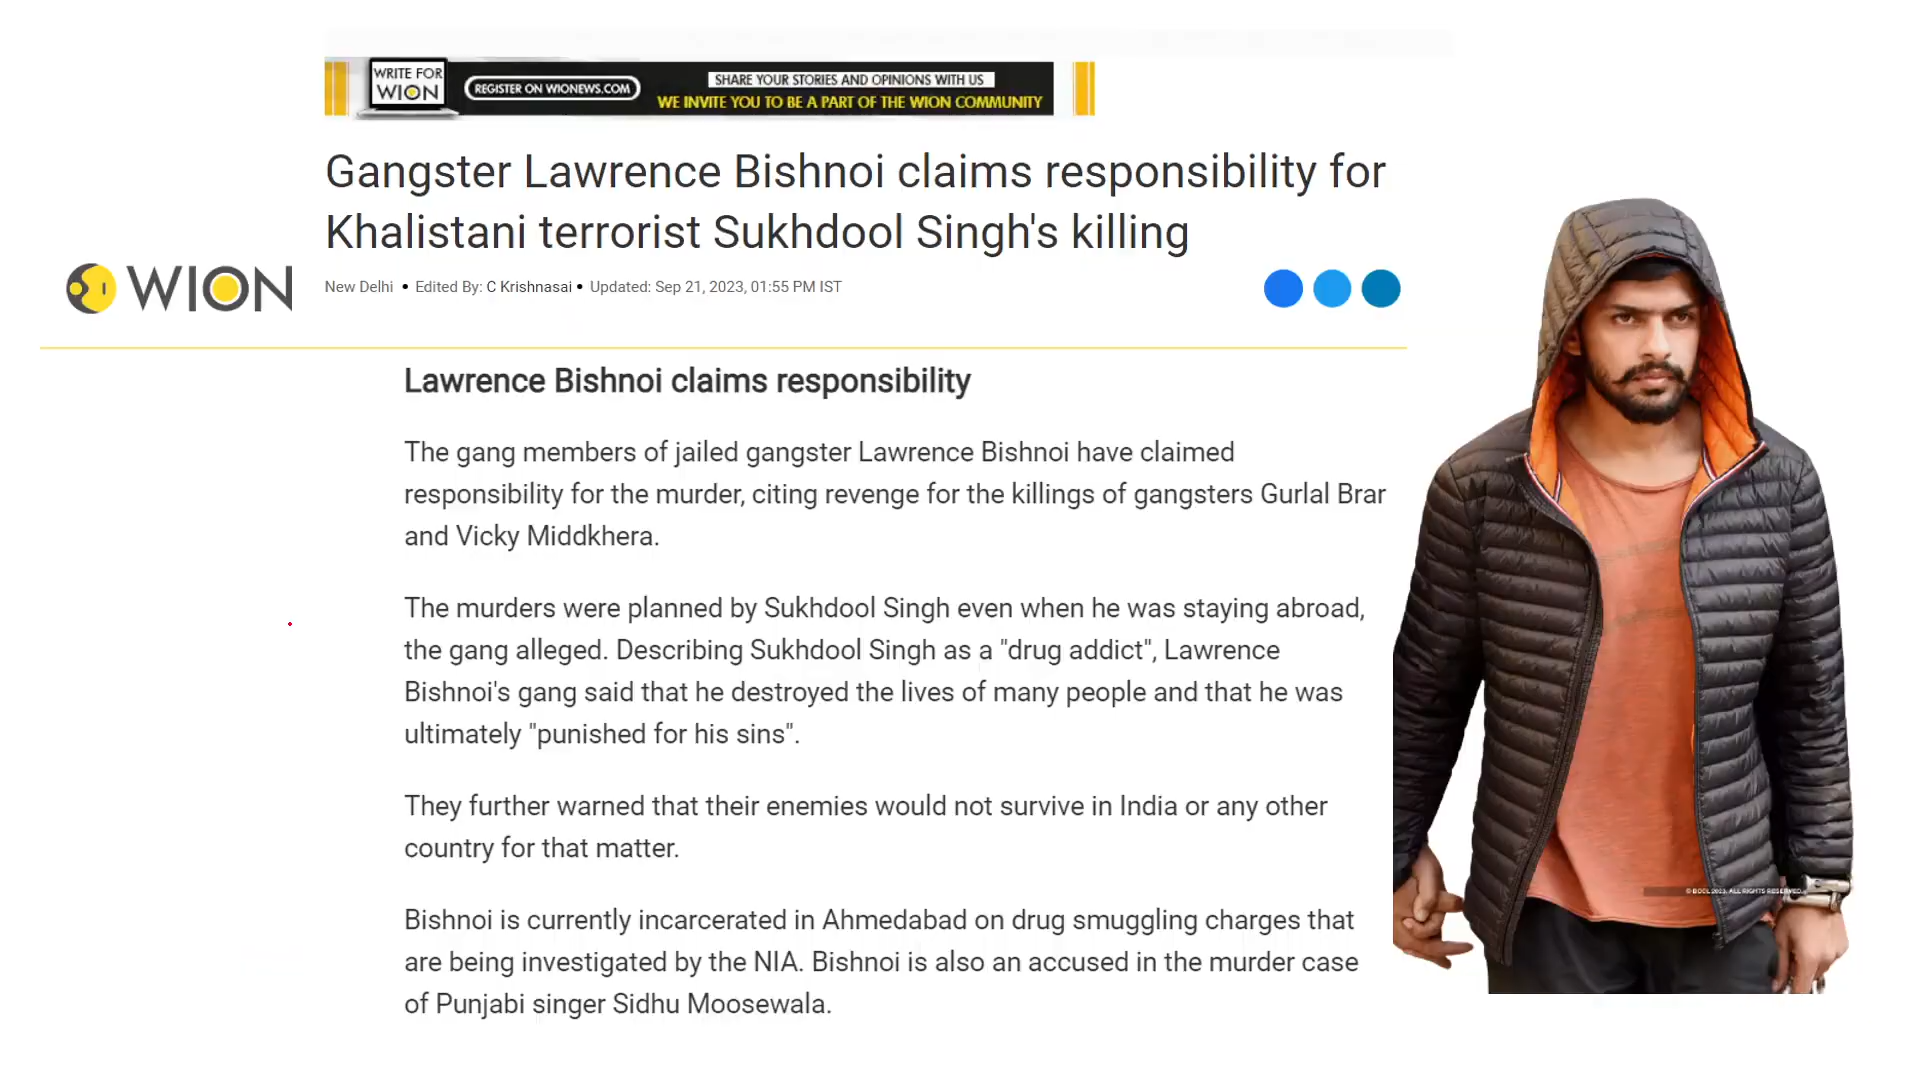 WRITE FOR
WION
REGISTER ON WIONEWS.COM
SHARE YOUR STORIES AND OPINIONS WITH US
WE INVITE YOU TO BE A PART OF THE WION COMMUNITY
Gangster Lawrence Bishnoi claims responsibility for
Khalistani terrorist Sukhdool Singh's killing
WION
New Delhi • Edited By: C Krishnasai • Updated: Sep 21, 2023, 01:55 PM IST
Lawrence Bishnoi claims responsibility
The gang members of jailed gangster Lawrence Bishnoi have claimed
responsibility for the murder, citing revenge for the killings of gangsters Gurlal Brar
and Vicky Middkhera.
The murders were planned by Sukhdool Singh even when he was staying abroad,
the gang alleged. Describing Sukhdool Singh as a "drug addict", Lawrence
Bishnoi's gang said that he destroyed the lives of many people and that he was
ultimately "punished for his sins".
They further warned that their enemies would not survive in India or any other
country for that matter.
© BCCL 2023. ALL RIGHTS RESERVED.
Bishnoi is currently incarcerated in Ahmedabad on drug smuggling charges that
are being investigated by the NIA. Bishnoi is also an accused in the murder case
of Punjabi singer Sidhu Moosewala.